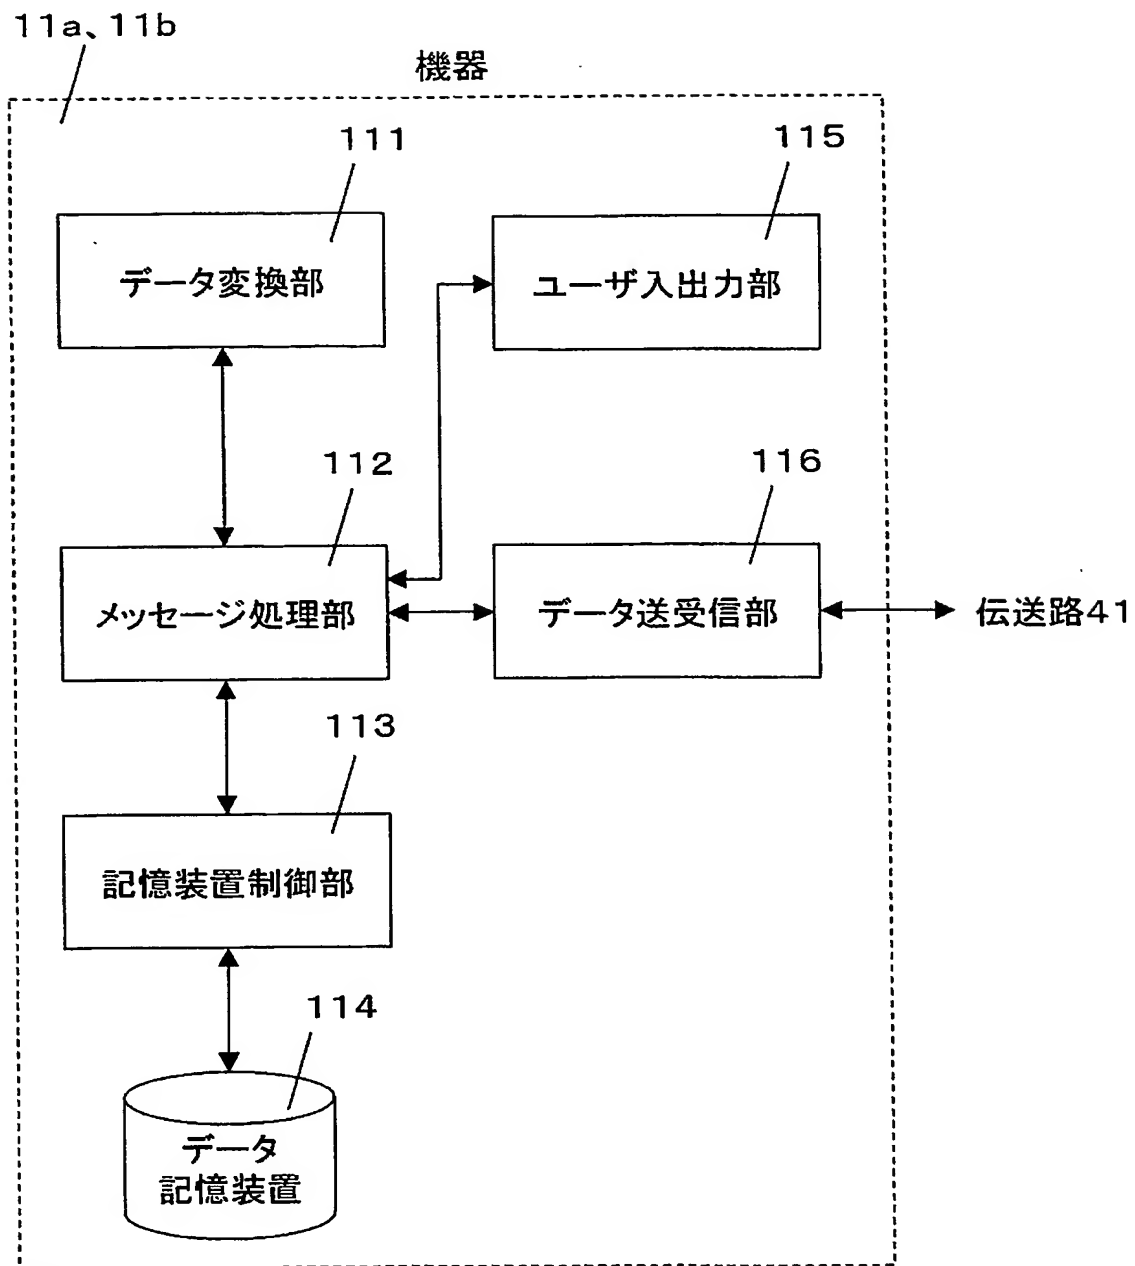 11a、11b
機器
111
115
データ変換部
ユーザ入出力部
112
116
メッセージ処理部
データ送受信部
伝送路41
113
記憶装置制御部
114
データ
記憶装置